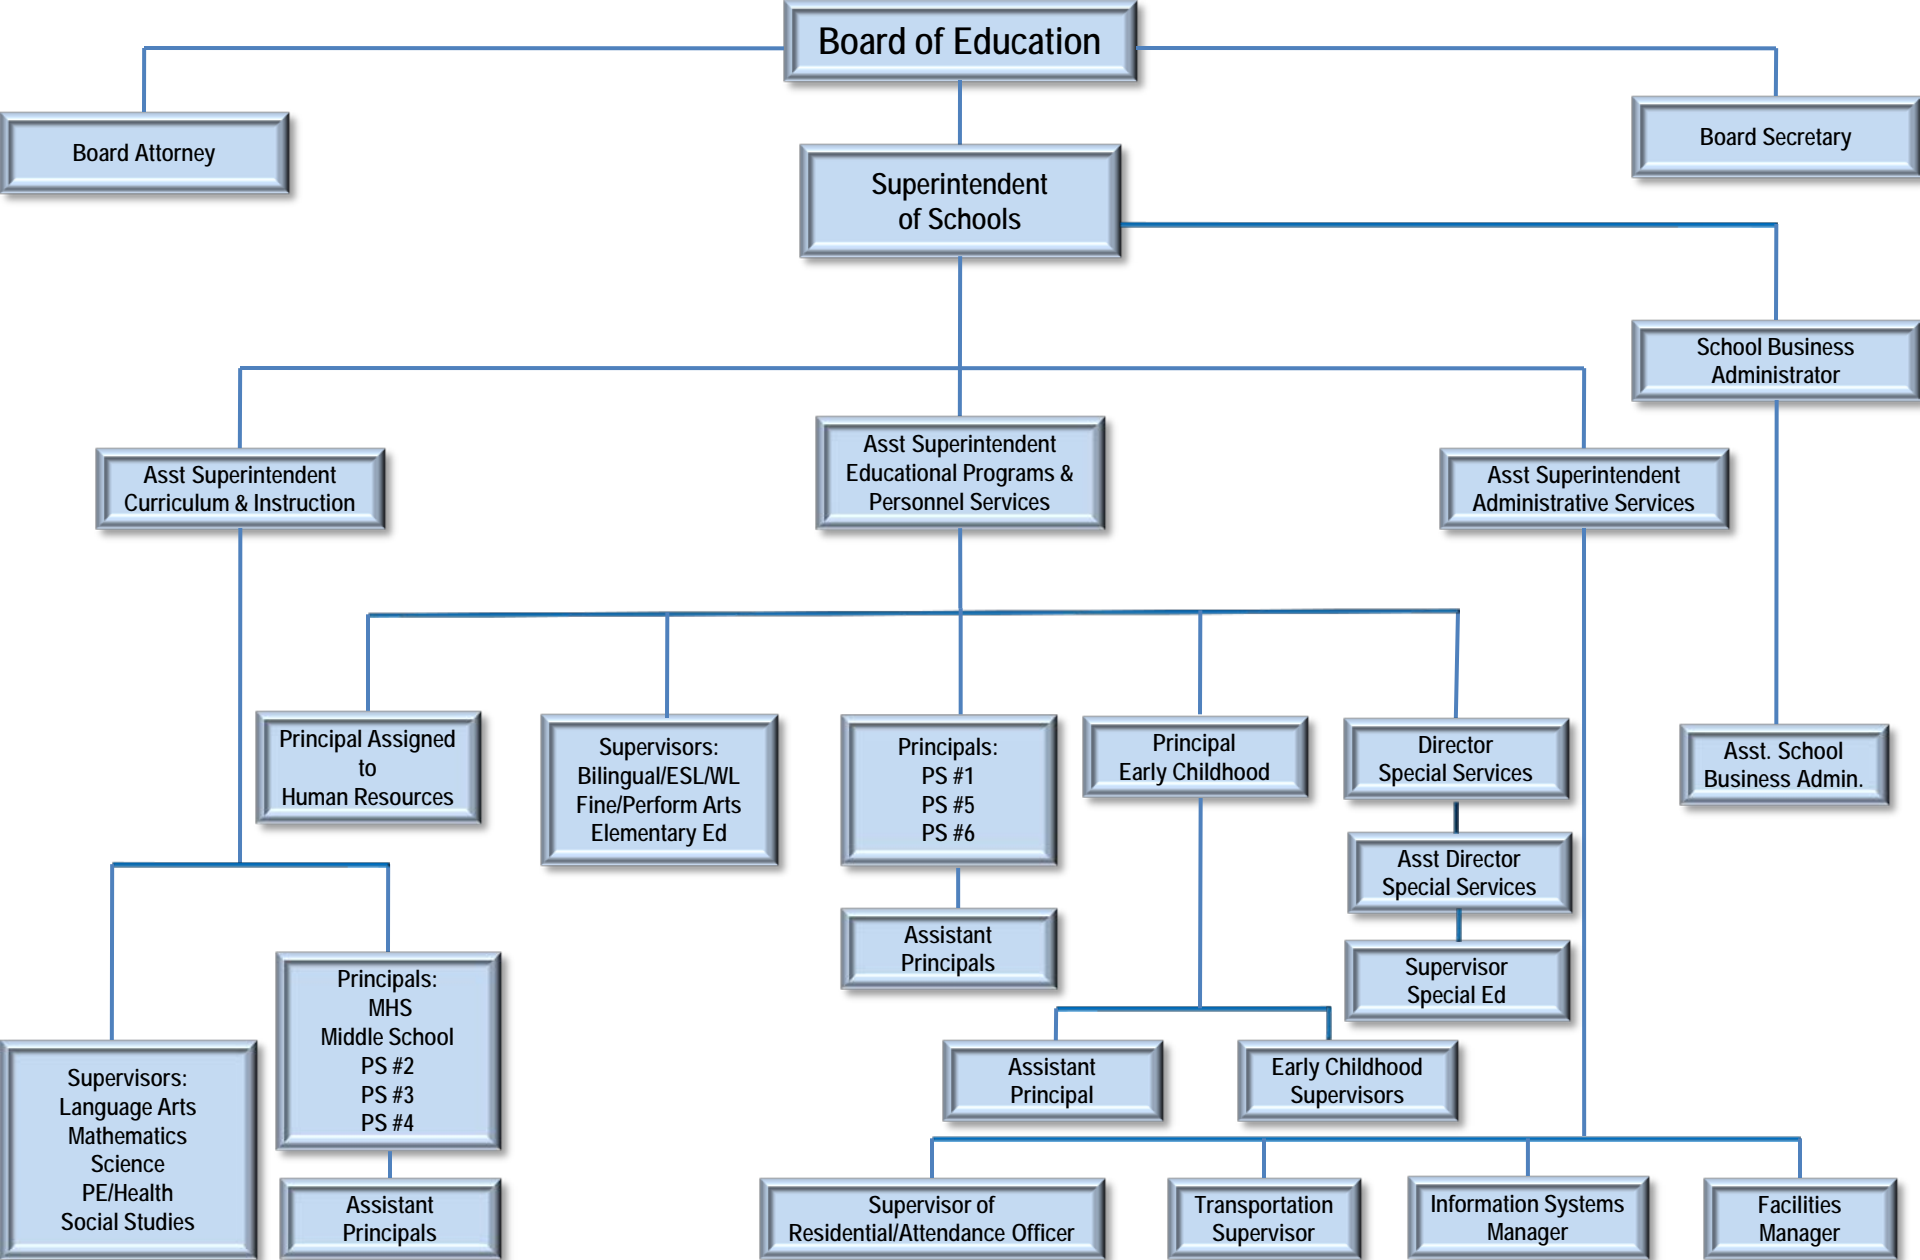 Board of Education
Board Attorney
Board Secretary
Superintendent
of Schools
School Business
Administrator
Asst Superintendent
Curriculum & Instruction
Asst Superintendent
Educational Programs &
Personnel Services
Asst Superintendent
Administrative Services
Principal Assigned
to
Human Resources
Supervisors:
Bilingual/ESL/WL
Fine/Perform Arts
Elementary Ed
Principals:
PS #1
PS #5
PS #6
Principal
Early Childhood
Director
Special Services
Asst. School
Business Admin.
Asst Director
Special Services
Assistant
Principals
Supervisor
Special Ed
Principals:
MHS
Middle School
PS #2
PS #3
PS #4
Supervisors:
Language Arts
Mathematics
Science
PE/Health
Social Studies
Assistant
Principal
Early Childhood
Supervisors
Assistant
Principals
Supervisor of
Residential/Attendance Officer
Transportation
Supervisor
Information Systems
Manager
Facilities
Manager